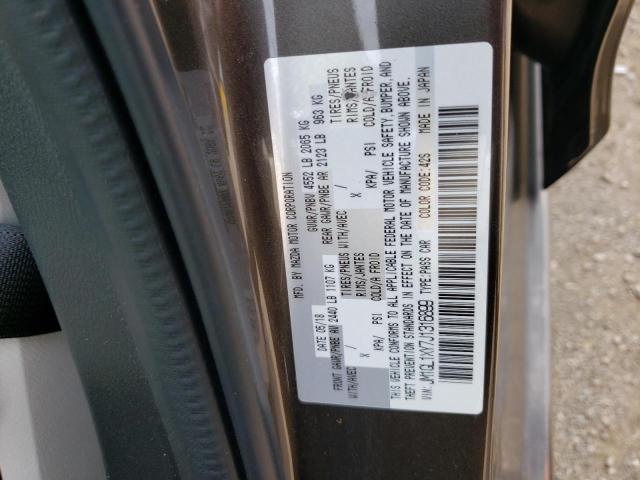 MFD. BY MAZDA MOTOR CORPORATION
DATE 05/18 GVWR/PNBV 4552 LB 2065 KG
FRONT GAWR/PNBE AV 2440 LB 1107 KG REAR GAWR/PNBE AR 2123 LB 963 KG
WITH/AVEC / TIRES/PNEUS WITH/AVEC / TIRES/PNEUS
X RIMS/JANTES X RIMS/JANTES
KPA/ PSI COLD/A FROID KPA/ PSI COLD/A FROID
THIS VEHICLE CONFORMS TO ALL APPLICABLE FEDERAL MOTOR VEHICLE SAFETY, BUMPER, AND
THEFT PREVENTION STANDARDS IN EFFECT ON THE DATE OF MANUFACTURE SHOWN ABOVE.
VIN: JM1GL1XY7J1316899 TYPE:PASS CAR COLOR CODE:42S MADE IN JAPAN